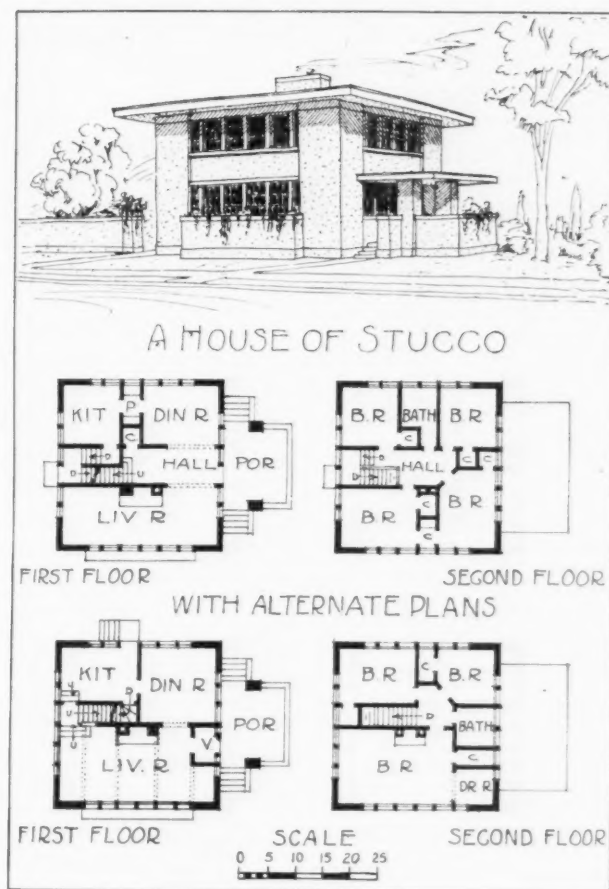 A HOUSE OF STUCCO
KIT P DIN R
C
D U HALL POR
LIV R
FIRST FLOOR
B.R BATH B.R
C
D HALL C C
B.R C B R
C
SECOND FLOOR
WITH ALTERNATE PLANS
KIT DIN R
U
U D POR
U V.
LIV. R
FIRST FLOOR
B.R C B.R
D BATH
B R C
DR R
SECOND FLOOR
SCALE
0 5 10 15 20 25